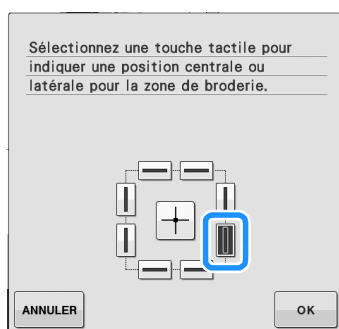 Sélectionnez une touche tactile pour
indiquer une position centrale ou
latérale pour la zone de broderie.
ANNULER
OK